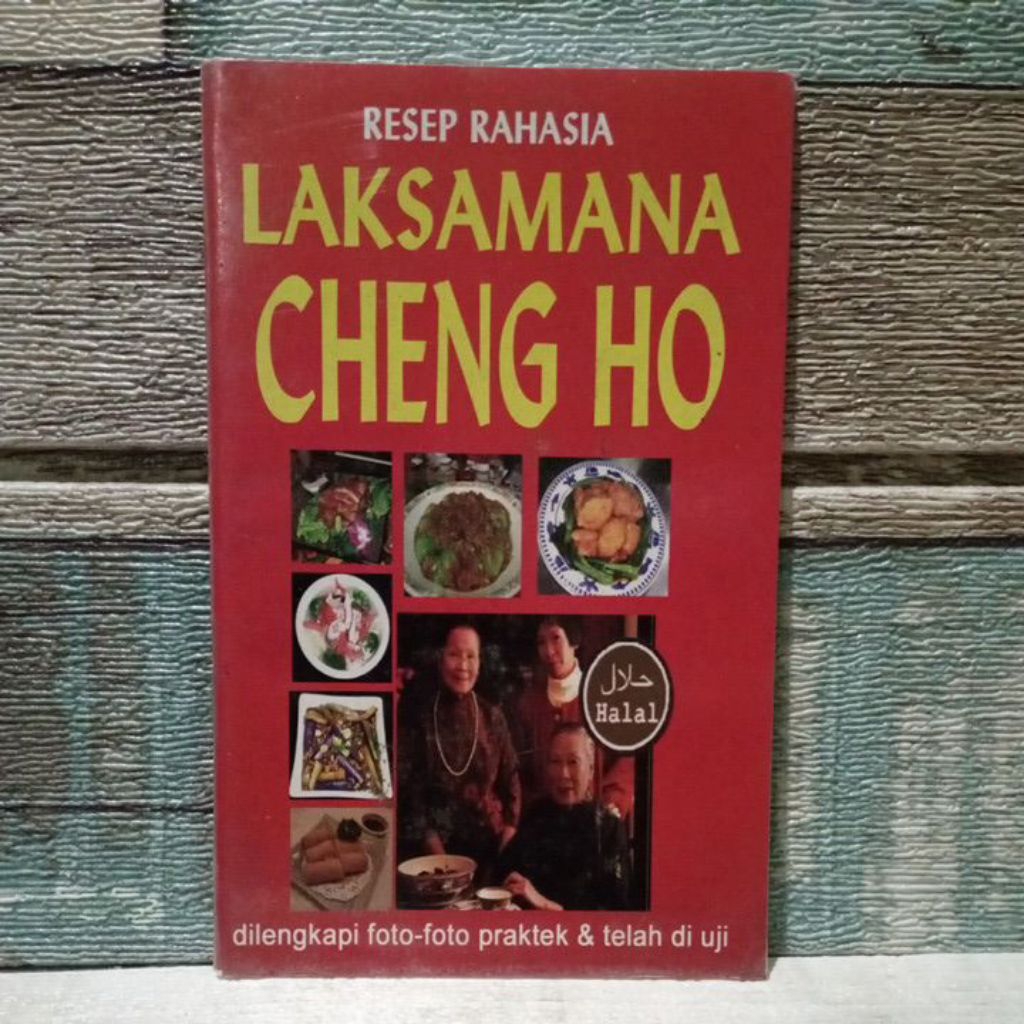 RESEP RAHASIA
LAKSAMANA
CHENG HO
حلال
Halal
dilengkapi foto-foto praktek & telah di uji